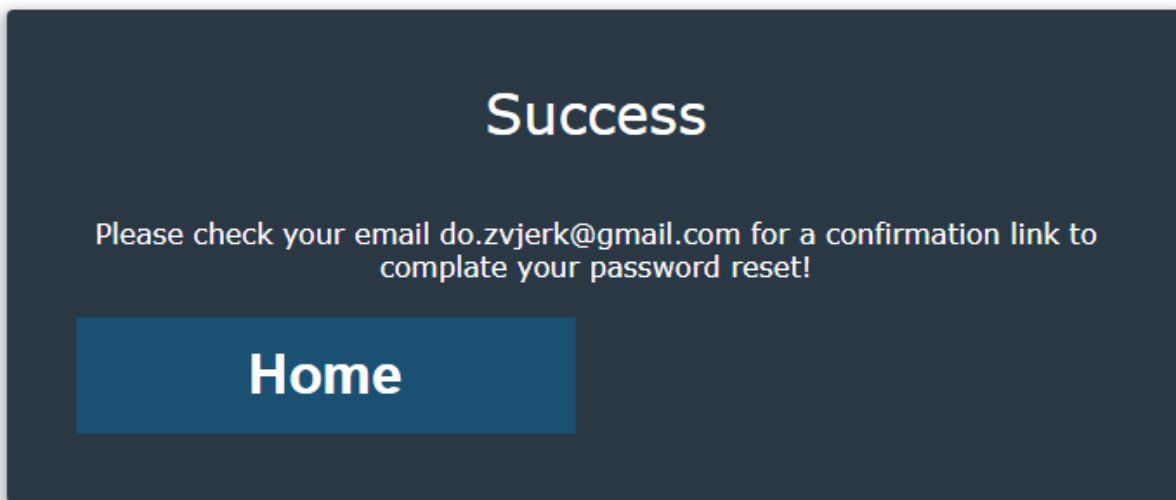 Success
Please check your email do.zvjerk@gmail.com for a confirmation link to
complate your password reset!
Home